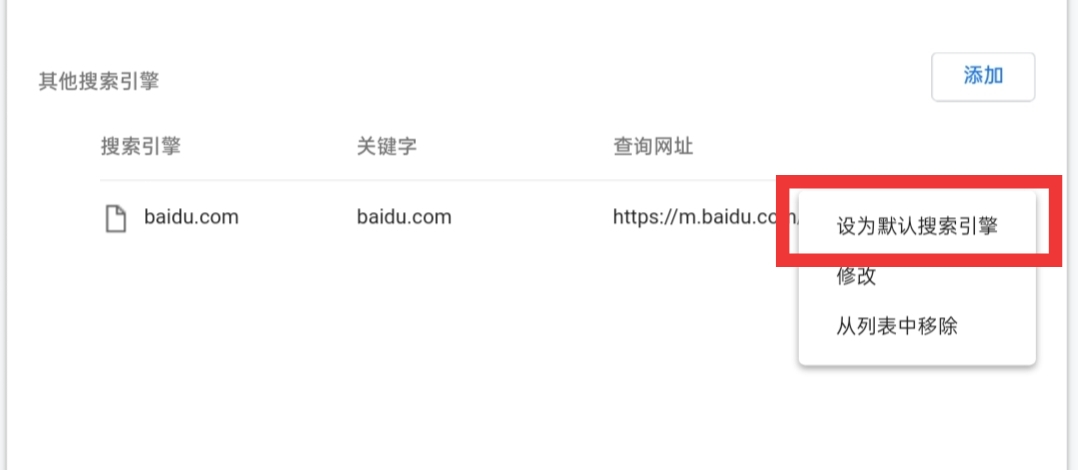 其他搜索引擎
添加
搜索引擎 关键字 查询网址
baidu.com baidu.com https://m.baidu.com/
设为默认搜索引擎
修改
从列表中移除